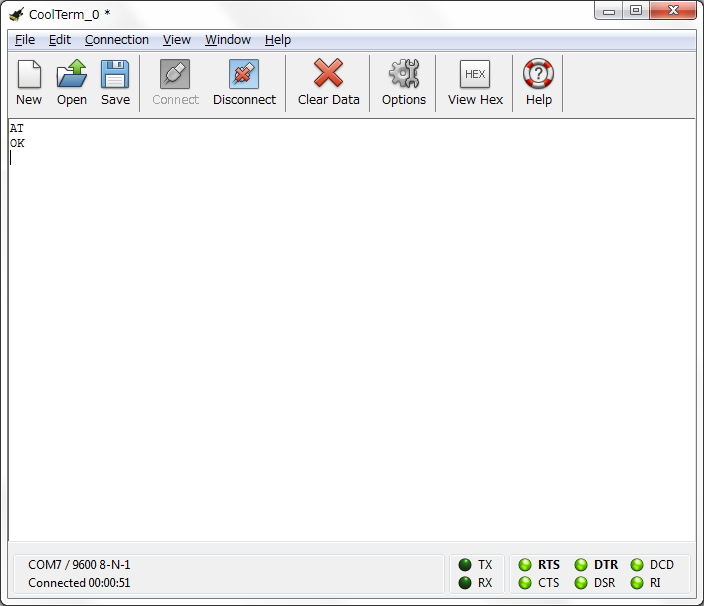 CoolTerm_0 *
File Edit Connection View Window Help
HEX
New Open Save Connect Disconnect Clear Data Options View Hex Help
AT
OK
COM7 / 9600 8-N-1 TX RTS DTR DCD
Connected 00:00:51 RX CTS DSR RI